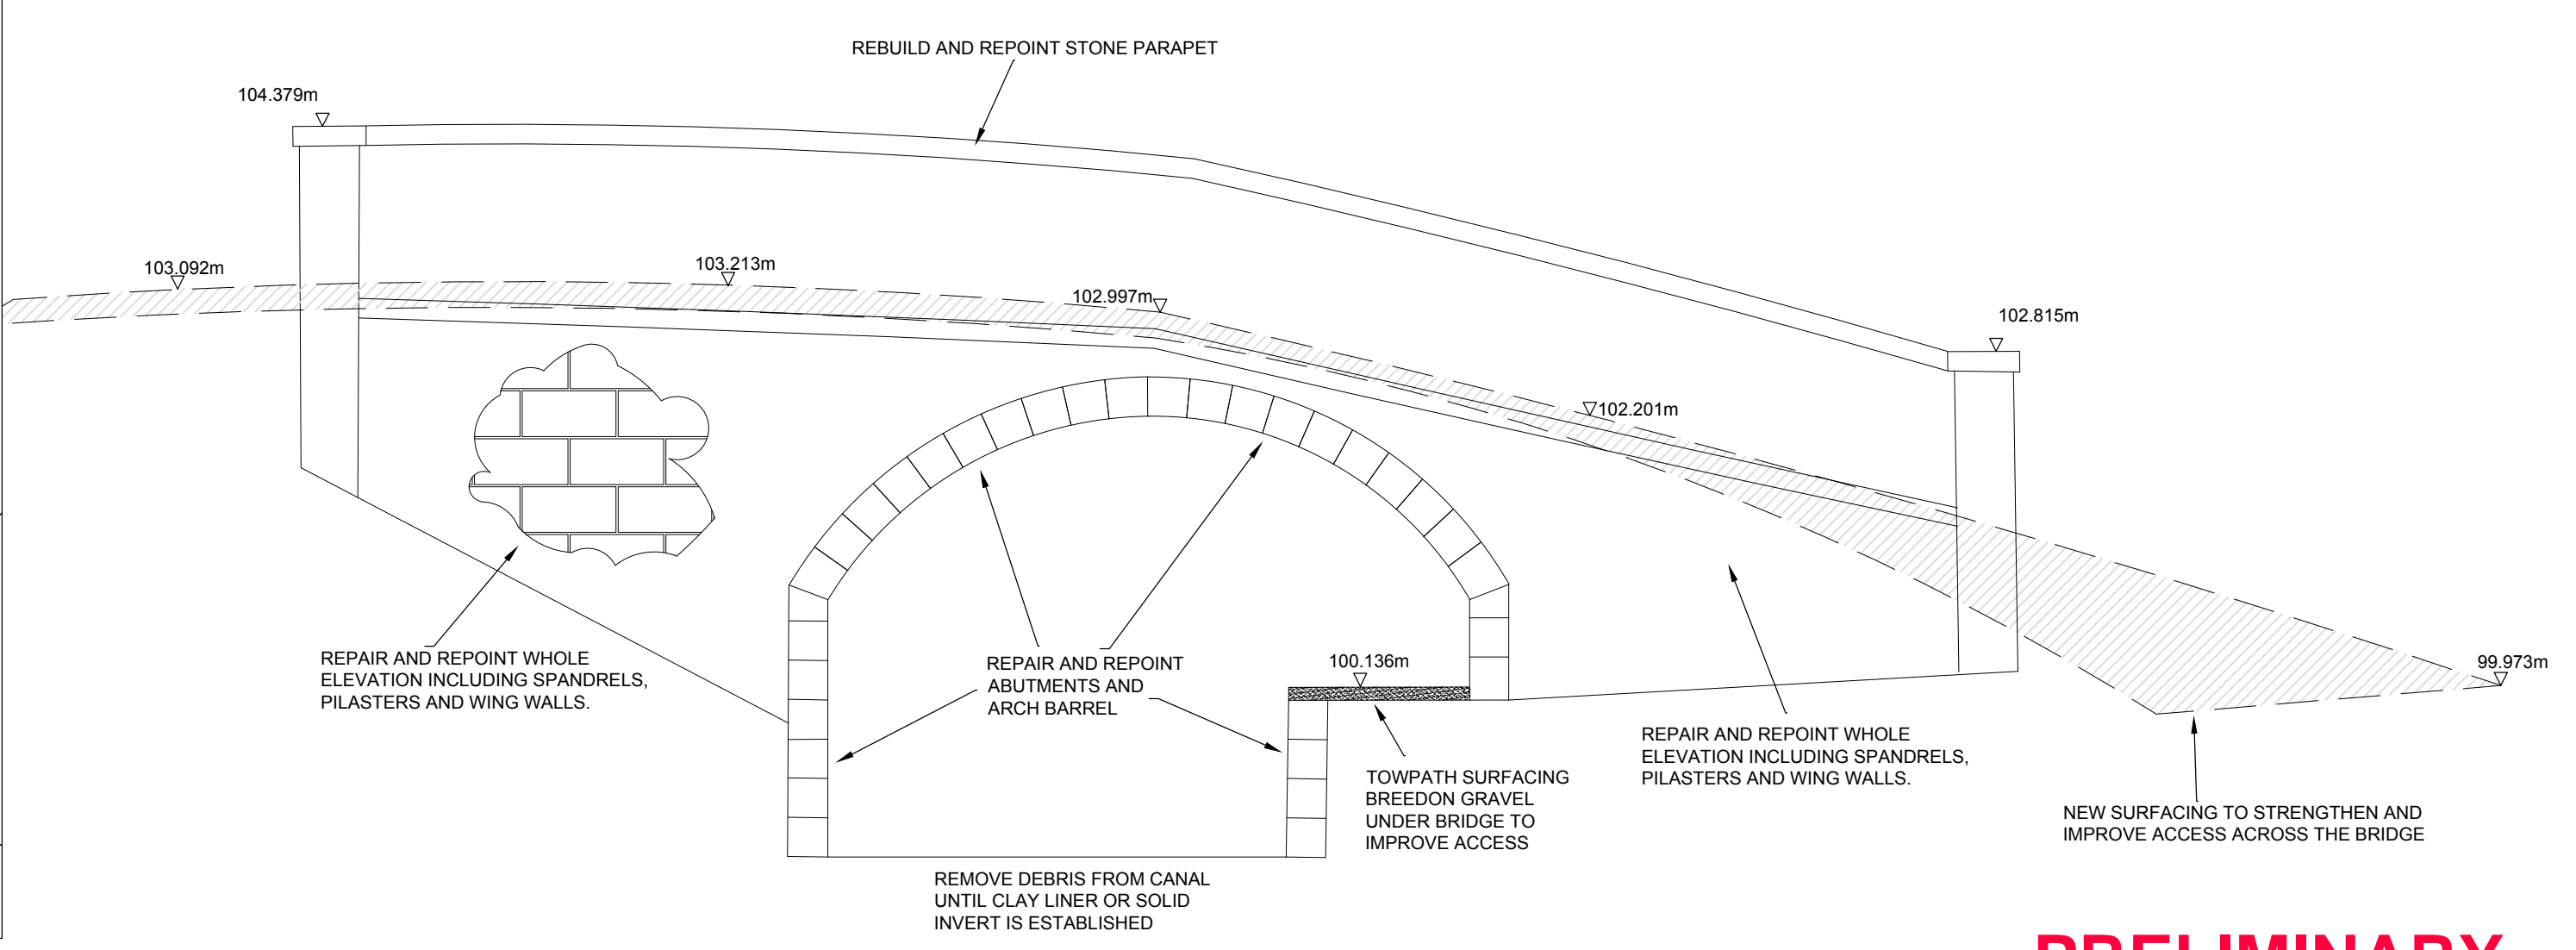 REBUILD AND REPOINT STONE PARAPET
104.379m
103.092m
103.213m
102.997m
102.815m
102.201m
REPAIR AND REPOINT WHOLE
ELEVATION INCLUDING SPANDRELS,
PILASTERS AND WING WALLS.
REPAIR AND REPOINT
ABUTMENTS AND
ARCH BARREL
100.136m
99.973m
TOWPATH SURFACING
BREEDON GRAVEL
UNDER BRIDGE TO
IMPROVE ACCESS
REPAIR AND REPOINT WHOLE
ELEVATION INCLUDING SPANDRELS,
PILASTERS AND WING WALLS.
NEW SURFACING TO STRENGTHEN AND
IMPROVE ACCESS ACROSS THE BRIDGE
REMOVE DEBRIS FROM CANAL
UNTIL CLAY LINER OR SOLID
INVERT IS ESTABLISHED
PRELIMINARY